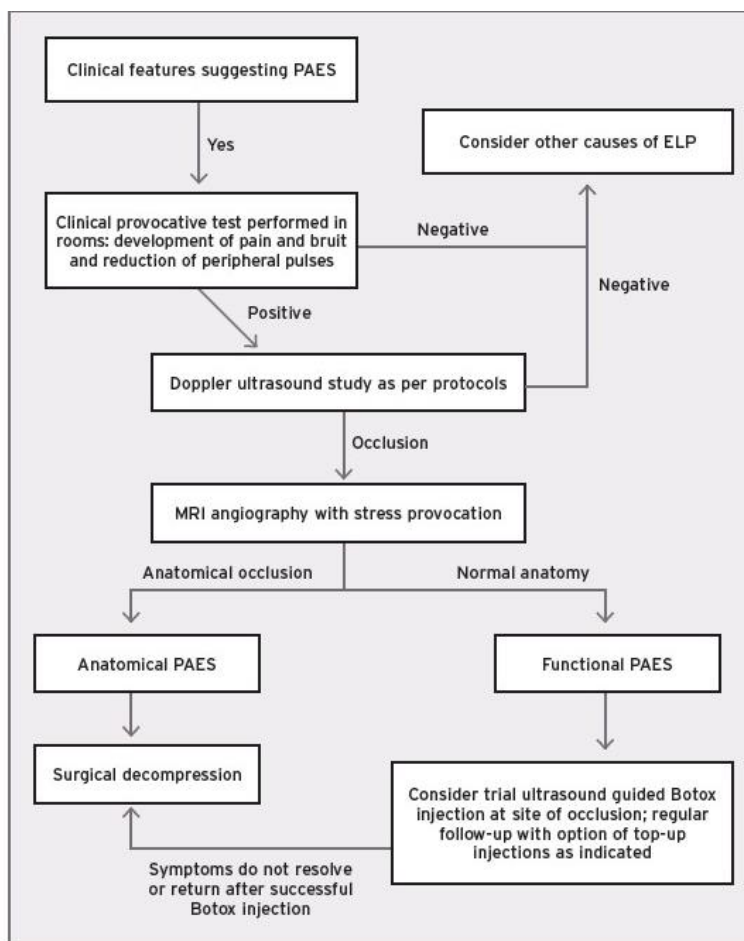 Clinical features suggesting PAES
Yes
Consider other causes of ELP
Clinical provocative test performed in
rooms: development of pain and bruit
and reduction of peripheral pulses
Negative
Negative
Positive
Doppler ultrasound study as per protocols
Occlusion
MRI angiography with stress provocation
Anatomical occlusion
Normal anatomy
Anatomical PAES
Functional PAES
Surgical decompression
Consider trial ultrasound guided Botox
injection at site of occlusion; regular
follow-up with option of top-up
injections as indicated
Symptoms do not resolve
or return after successful
Botox injection